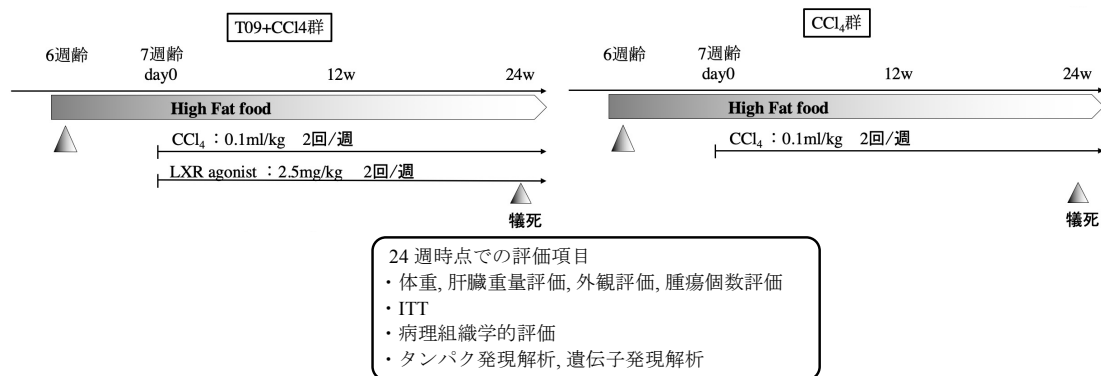 T09+CCl4群
6週齢
7週齢
day0
12w
24w
High Fat food
CCl₄：0.1ml/kg 2回/週
LXR agonist：2.5mg/kg 2回/週
犠死
CCl₄群
6週齢
7週齢
day0
12w
24w
High Fat food
CCl₄：0.1ml/kg 2回/週
犠死
24 週時点での評価項目
・体重, 肝臓重量評価, 外観評価, 腫瘍個数評価
・ITT
・病理組織学的評価
・タンパク発現解析, 遺伝子発現解析